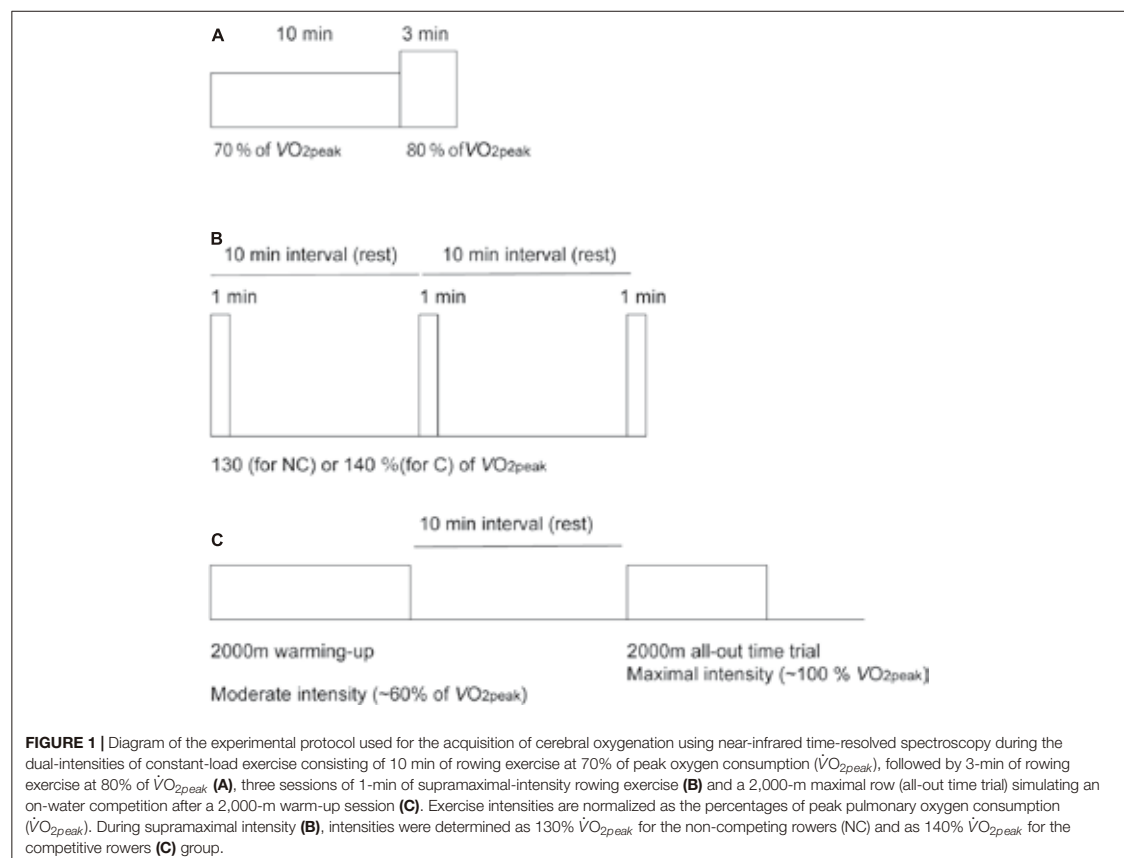 A 10 min 3 min
70 % of VO2peak 80 % ofVO2peak
B
10 min interval (rest) 10 min interval (rest)
1 min 1 min 1 min
130 (for NC) or 140 %(for C) of VO2peak
10 min interval (rest)
C
2000m warming-up 2000m all-out time trial
Maximal intensity (~100 % VO2peak)
Moderate intensity (~60% of VO2peak)
FIGURE 1 | Diagram of the experimental protocol used for the acquisition of cerebral oxygenation using near-infrared time-resolved spectroscopy during the
dual-intensities of constant-load exercise consisting of 10 min of rowing exercise at 70% of peak oxygen consumption (V̇O2peak), followed by 3-min of rowing
exercise at 80% of V̇O2peak (A), three sessions of 1-min of supramaximal-intensity rowing exercise (B) and a 2,000-m maximal row (all-out time trial) simulating an
on-water competition after a 2,000-m warm-up session (C). Exercise intensities are normalized as the percentages of peak pulmonary oxygen consumption
(V̇O2peak). During supramaximal intensity (B), intensities were determined as 130% V̇O2peak for the non-competing rowers (NC) and as 140% V̇O2peak for the
competitive rowers (C) group.